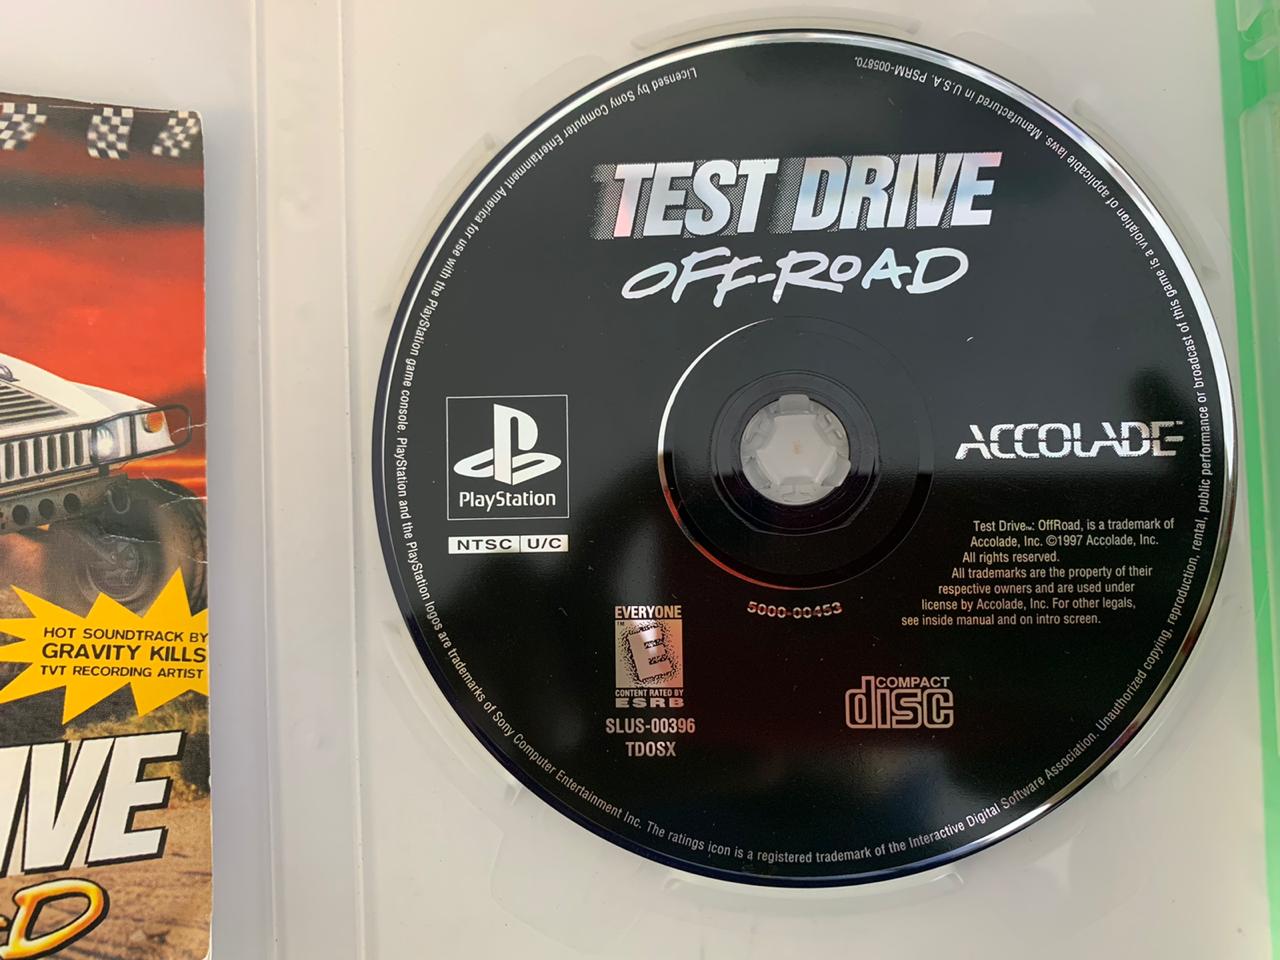 HOT SOUNDTRACK BY
GRAVITY KILLS
TVT RECORDING ARTIST
IVE
D
TEST DRIVE
OFF-ROAD
PlayStation
NTSC U/C
ACCOLADE
Test Drive™: OffRoad, is a trademark of
Accolade, Inc. ©1997 Accolade, Inc.
All rights reserved.
All trademarks are the property of their
respective owners and are used under
license by Accolade, Inc. For other legals,
see inside manual and on intro screen.
5000-00453
EVERYONE
E
CONTENT RATED BY
ESRB
SLUS-00396
TDOSX
COMPACT
disc
Licensed by Sony Computer Entertainment America for use with the PlayStation game console. PlayStation and the PlayStation logos are trademarks of Sony Computer Entertainment Inc. The ratings icon is a registered trademark of the Interactive Digital Software Association. Unauthorized copying, reproduction, rental, public performance or broadcast of this game is a violation of applicable laws. Manufactured in U.S.A. PSRM-005870.